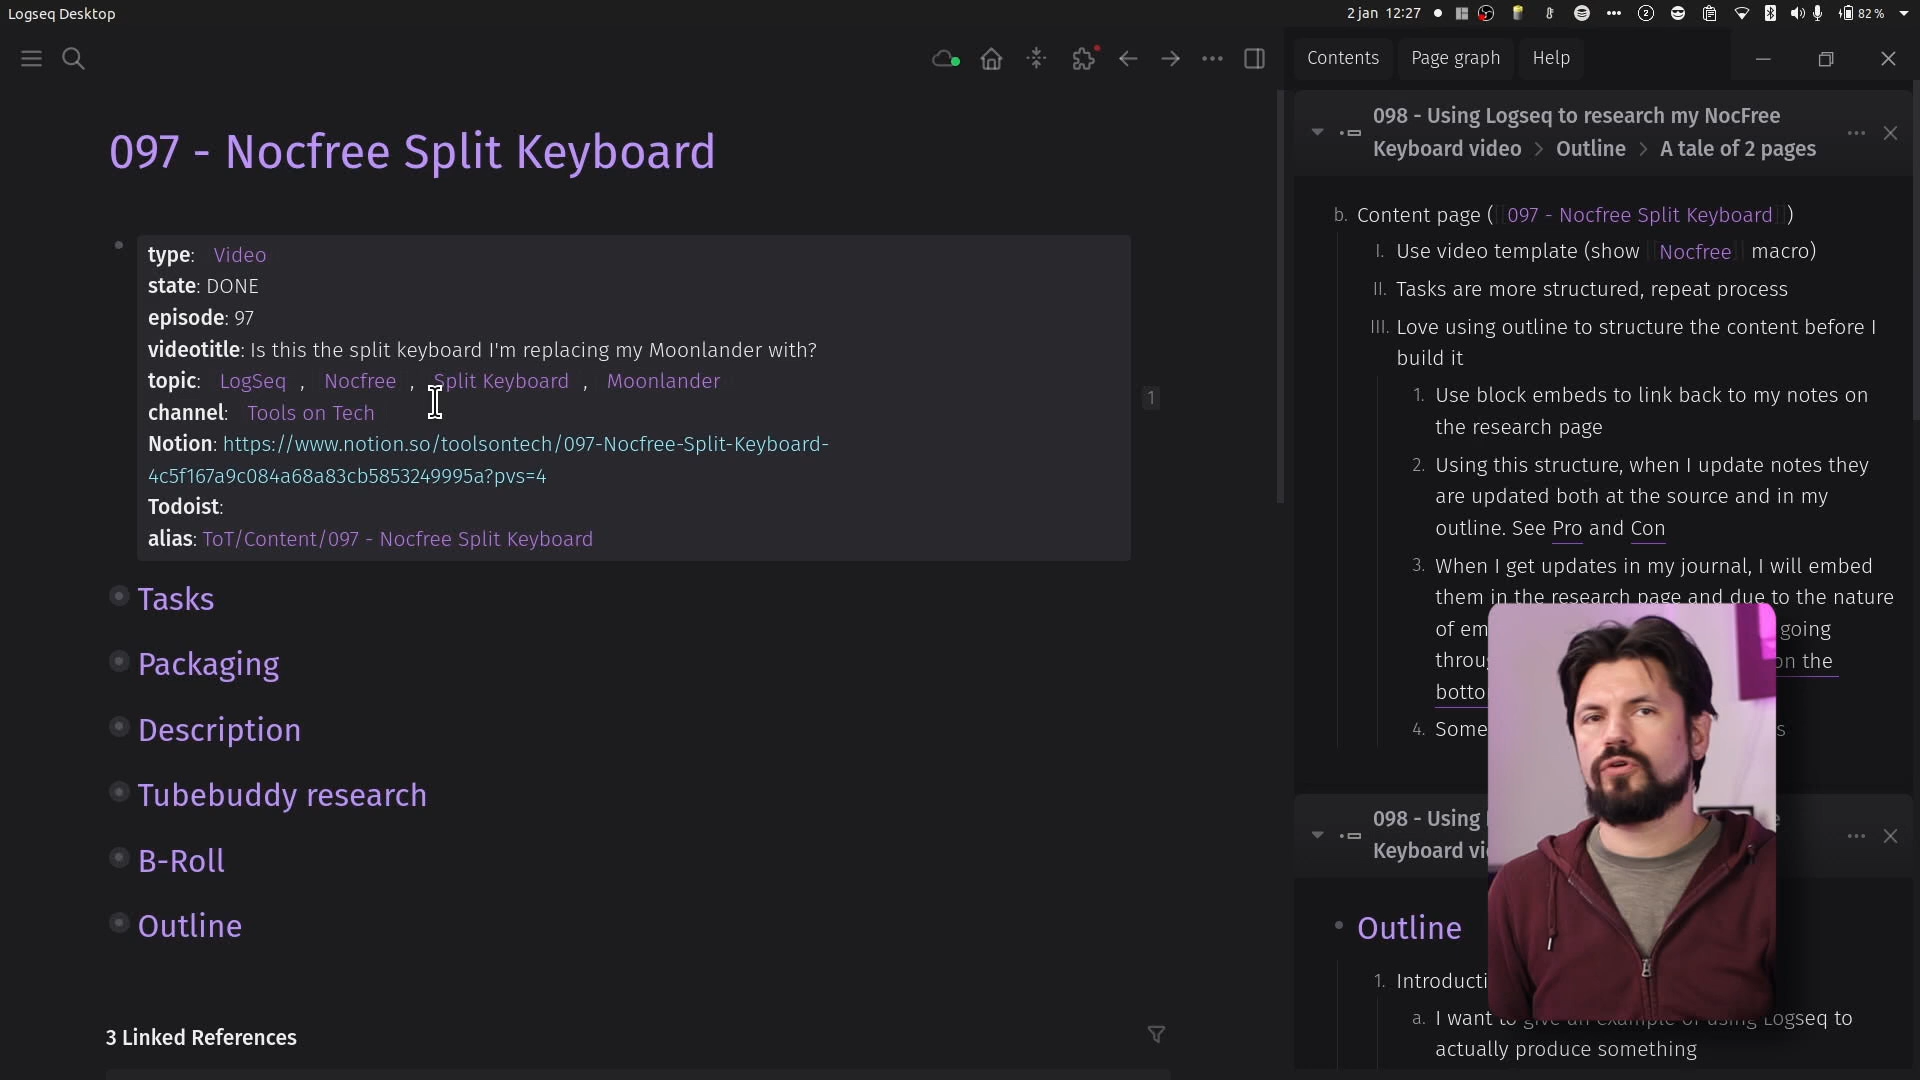 Logseq Desktop
2 jan 12:27
82 %
097 - Nocfree Split Keyboard
type: Video
state: DONE
episode: 97
videotitle: Is this the split keyboard I'm replacing my Moonlander with?
topic: LogSeq , Nocfree , Split Keyboard , Moonlander
channel: Tools on Tech
Notion: https://www.notion.so/toolsontech/097-Nocfree-Split-Keyboard-
4c5f167a9c084a68a83cb5853249995a?pvs=4
Todoist:
alias: ToT/Content/097 - Nocfree Split Keyboard
1
Tasks
Packaging
Description
Tubebuddy research
B-Roll
Outline
3 Linked References
Contents
Page graph
Help
098 - Using Logseq to research my NocFree
Keyboard video > Outline > A tale of 2 pages
b. Content page ( 097 - Nocfree Split Keyboard )
I. Use video template (show Nocfree macro)
II. Tasks are more structured, repeat process
III. Love using outline to structure the content before I
build it
1. Use block embeds to link back to my notes on
the research page
2. Using this structure, when I update notes they
are updated both at the source and in my
outline. See Pro and Con
3. When I get updates in my journal, I will embed
them in the research page and due to the nature
of em going
on the
4. Some
098 - Using
Keyboard
Outline
1.
a. I want to give an example of using Logseq to
actually produce something